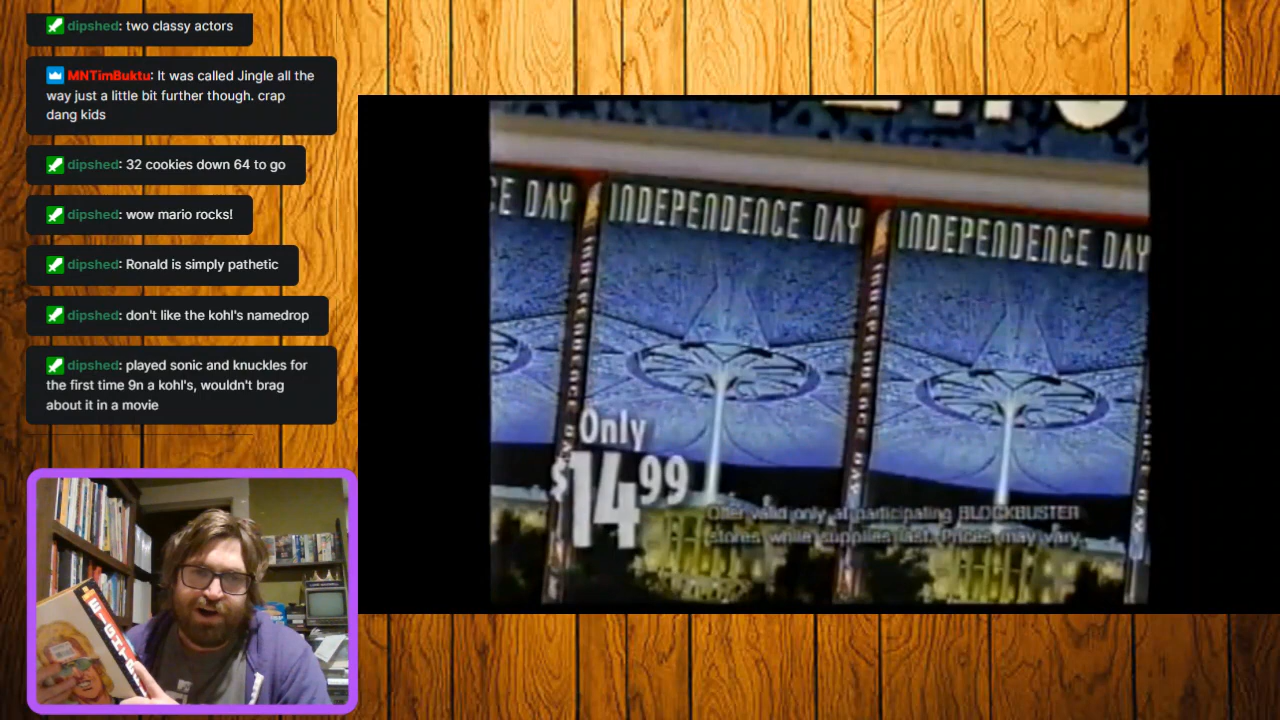 dipshed: two classy actors
MNTimBuktu: It was called Jingle all the
way just a little bit further though. crap
dang kids
dipshed: 32 cookies down 64 to go
dipshed: wow mario rocks!
dipshed: Ronald is simply pathetic
dipshed: don't like the kohl's namedrop
dipshed: played sonic and knuckles for
the first time 9n a kohl's, wouldn't brag
about it in a movie
CE DAY
INDEPENDENCE DAY
INDEPENDENCE DAY
INDEPENDENCE DAY
INDEPENDENCE DAY
Only
$14.99
Offer valid only at participating BLOCKBUSTER
stores while supplies last. Prices may vary.